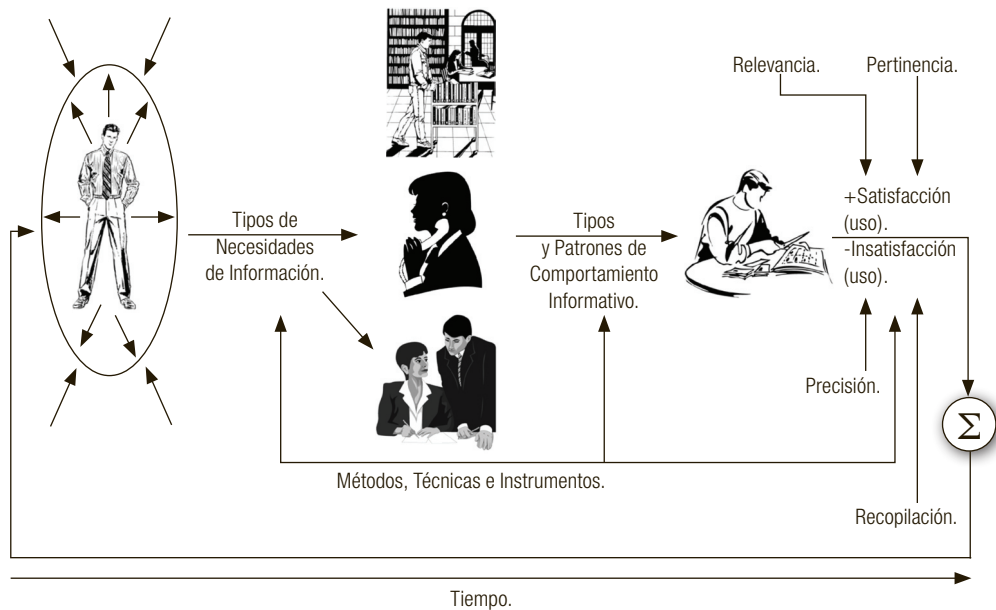 Relevancia.
Pertinencia.
Tipos de
Necesidades
de Información.
Tipos
y Patrones de
Comportamiento
Informativo.
+Satisfacción
(uso).
-Insatisfacción
(uso).
Precisión.
Σ
Métodos, Técnicas e Instrumentos.
Recopilación.
Tiempo.